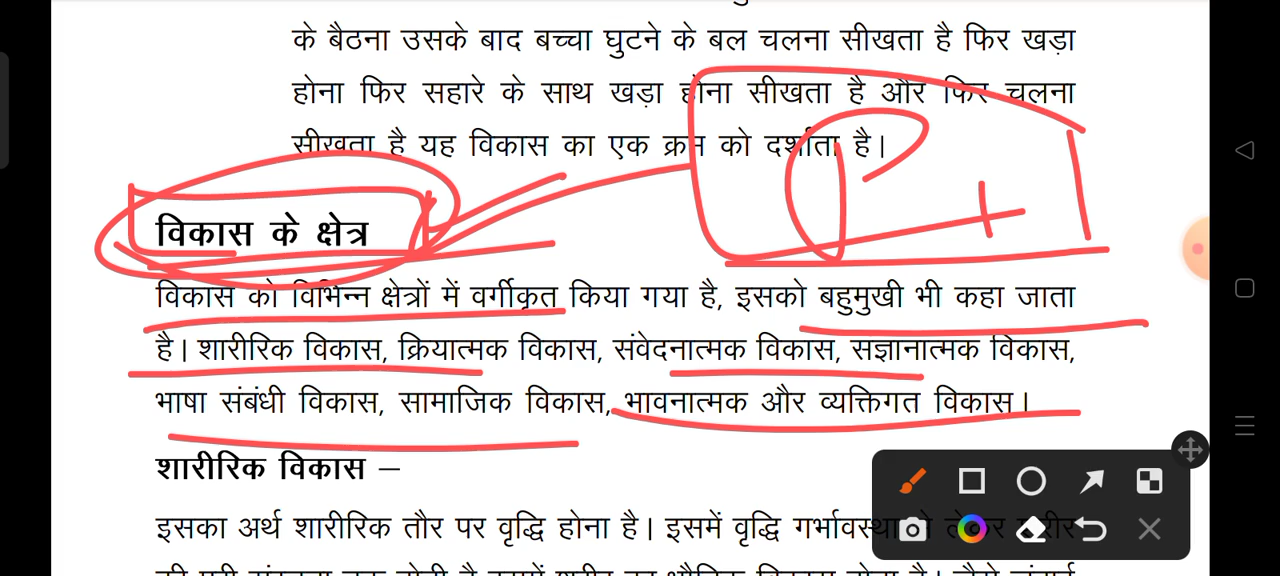 के बैठना उसके बाद बच्चा घुटने के बल चलना सीखता है फिर खड़ा
होना फिर सहारे के साथ खड़ा होना सीखता है और फिर चलना
सीखता है यह विकास का एक क्रम को दर्शाता है।
विकास के क्षेत्र
विकास को विभिन्न क्षेत्रों में वर्गीकृत किया गया है, इसको बहुमुखी भी कहा जाता
है। शारीरिक विकास, क्रियात्मक विकास, संवेदनात्मक विकास, सज्ञानात्मक विकास,
भाषा संबंधी विकास, सामाजिक विकास, भावनात्मक और व्यक्तिगत विकास।
शारीरिक विकास –
इसका अर्थ शारीरिक तौर पर वृद्धि होना है। इसमें वृद्धि गर्भावस्था से लेकर